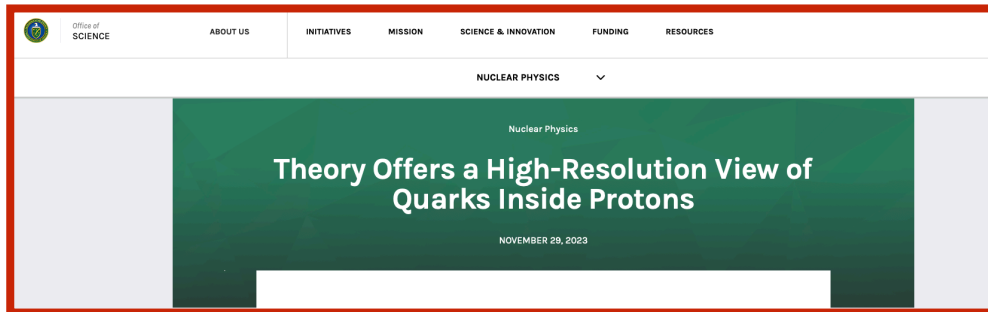 Office of
SCIENCE
ABOUT US
INITIATIVES
MISSION
SCIENCE & INNOVATION
FUNDING
RESOURCES
NUCLEAR PHYSICS
Nuclear Physics
Theory Offers a High-Resolution View of
Quarks Inside Protons
NOVEMBER 29, 2023